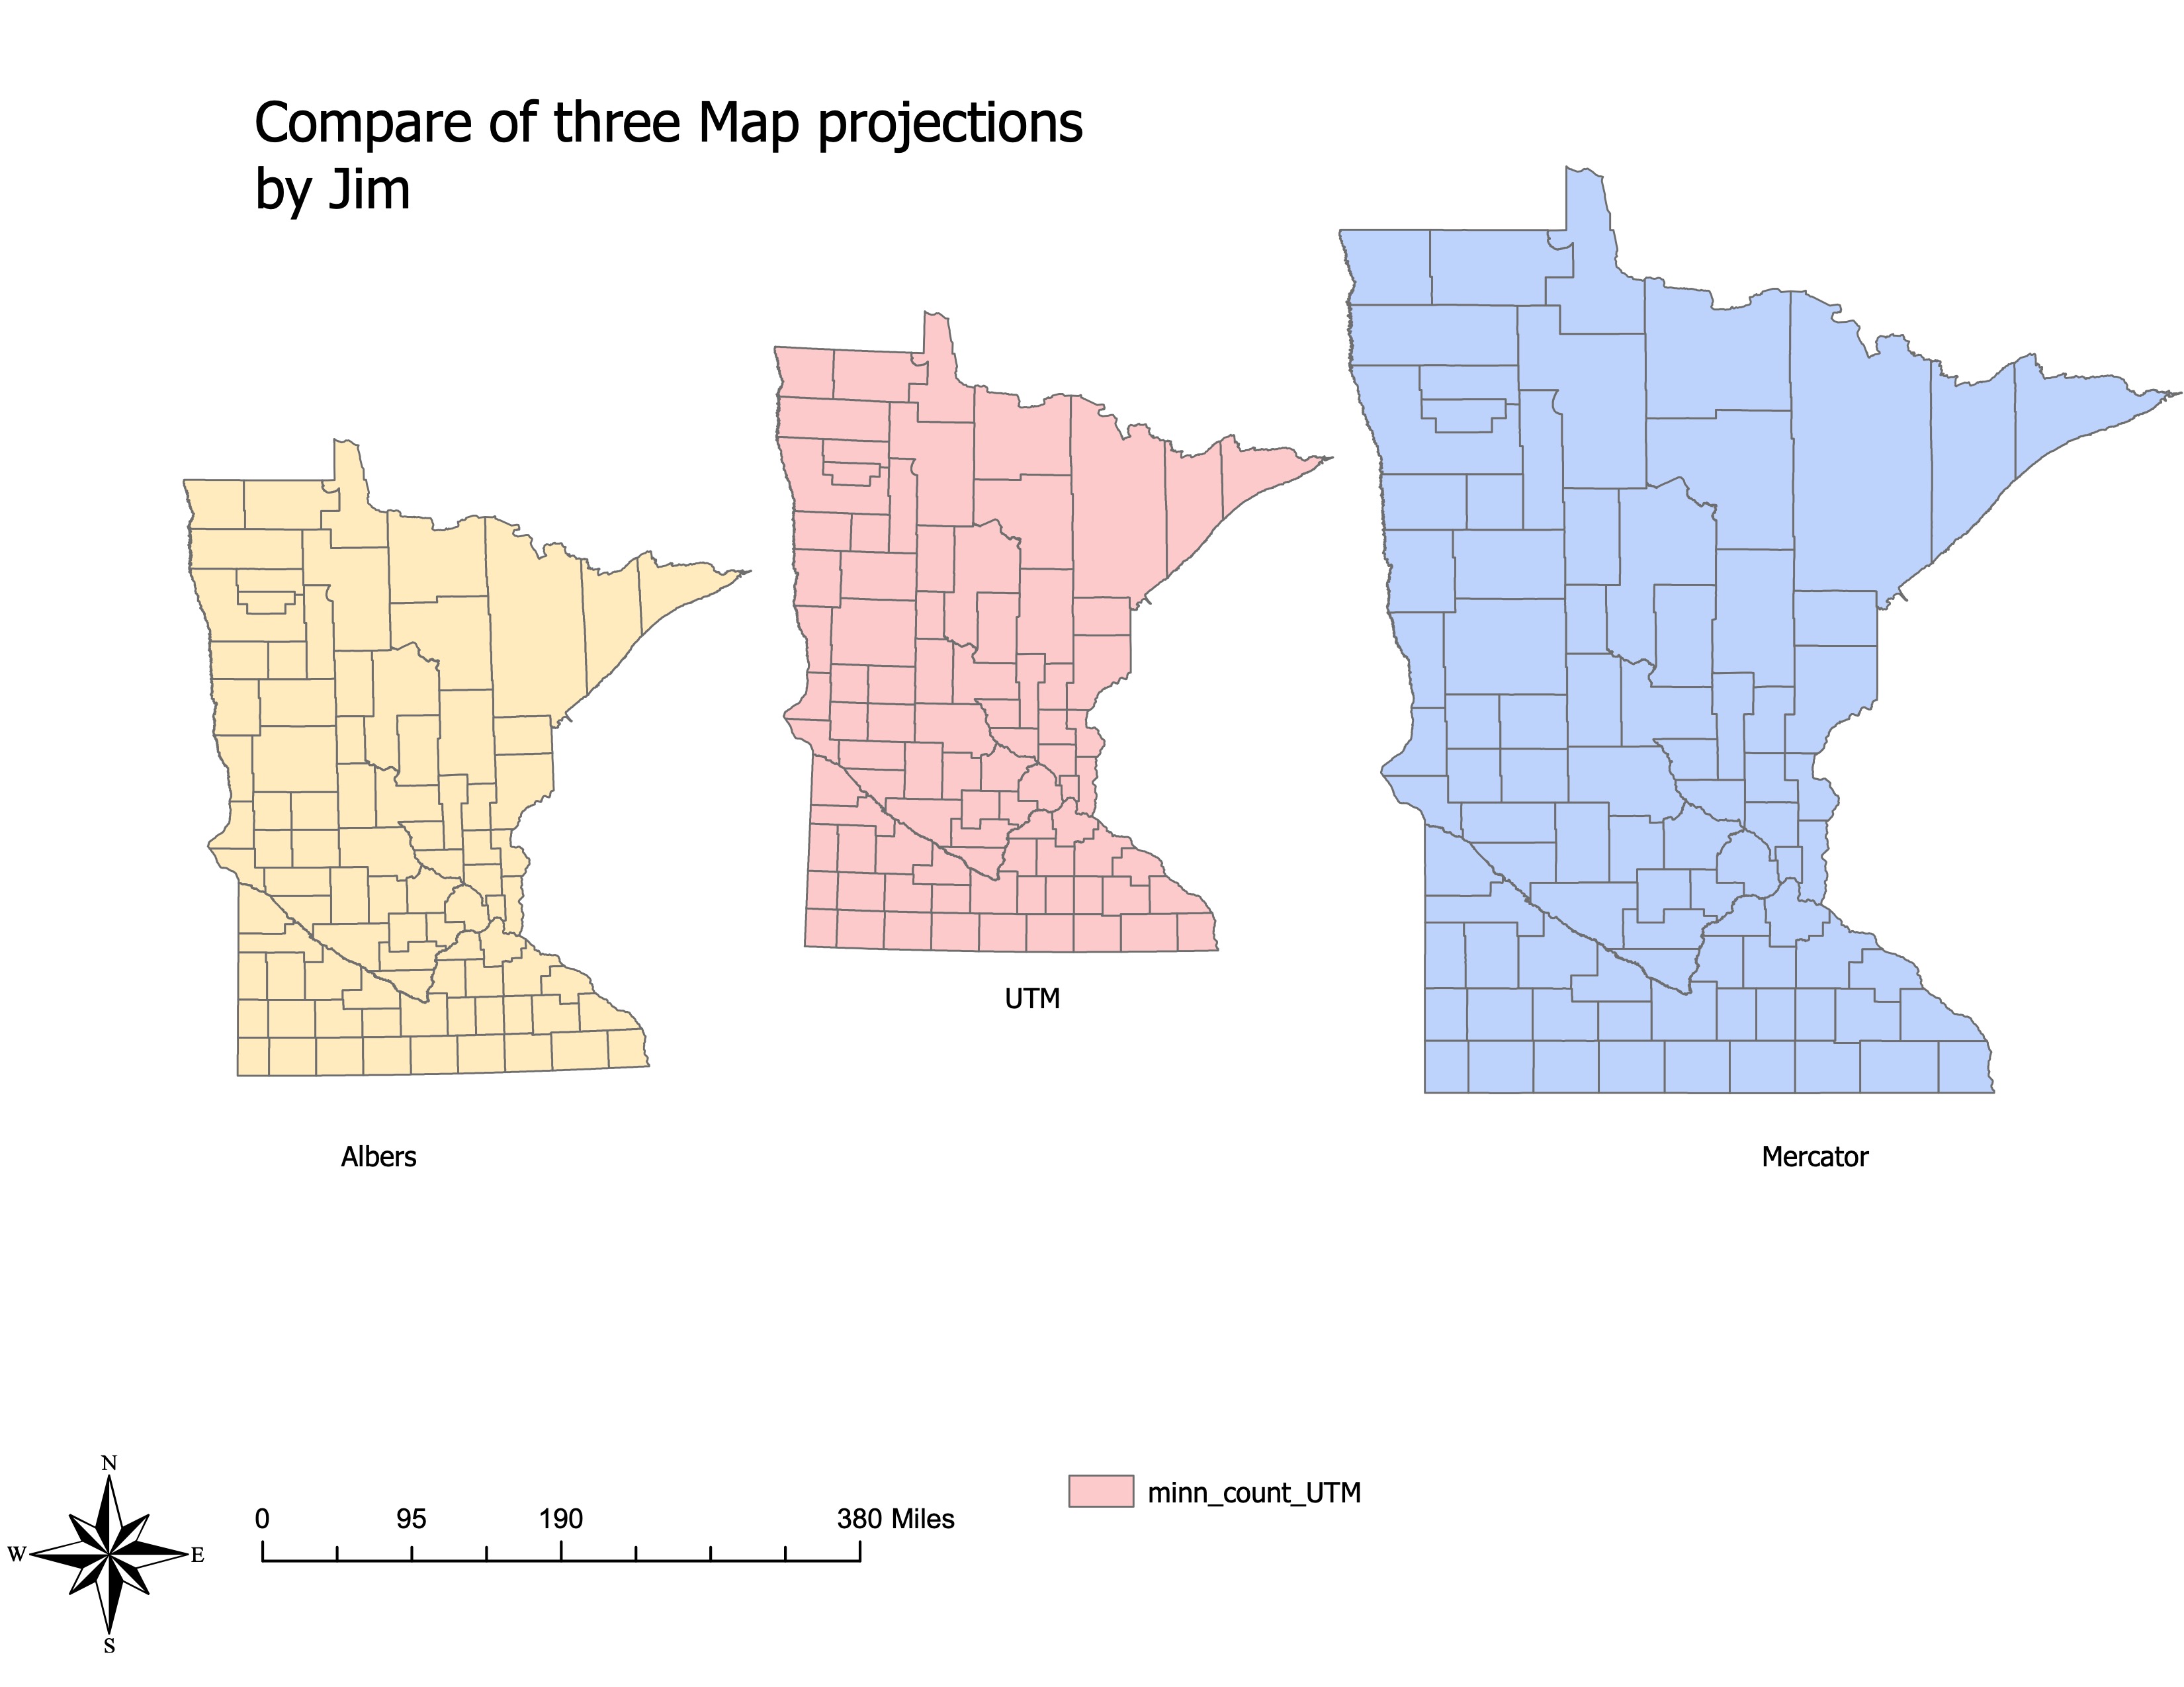 Compare of three Map projections
by Jim
UTM
Albers
Mercator
N
W
E
S
0 95 190 380 Miles
minn_count_UTM